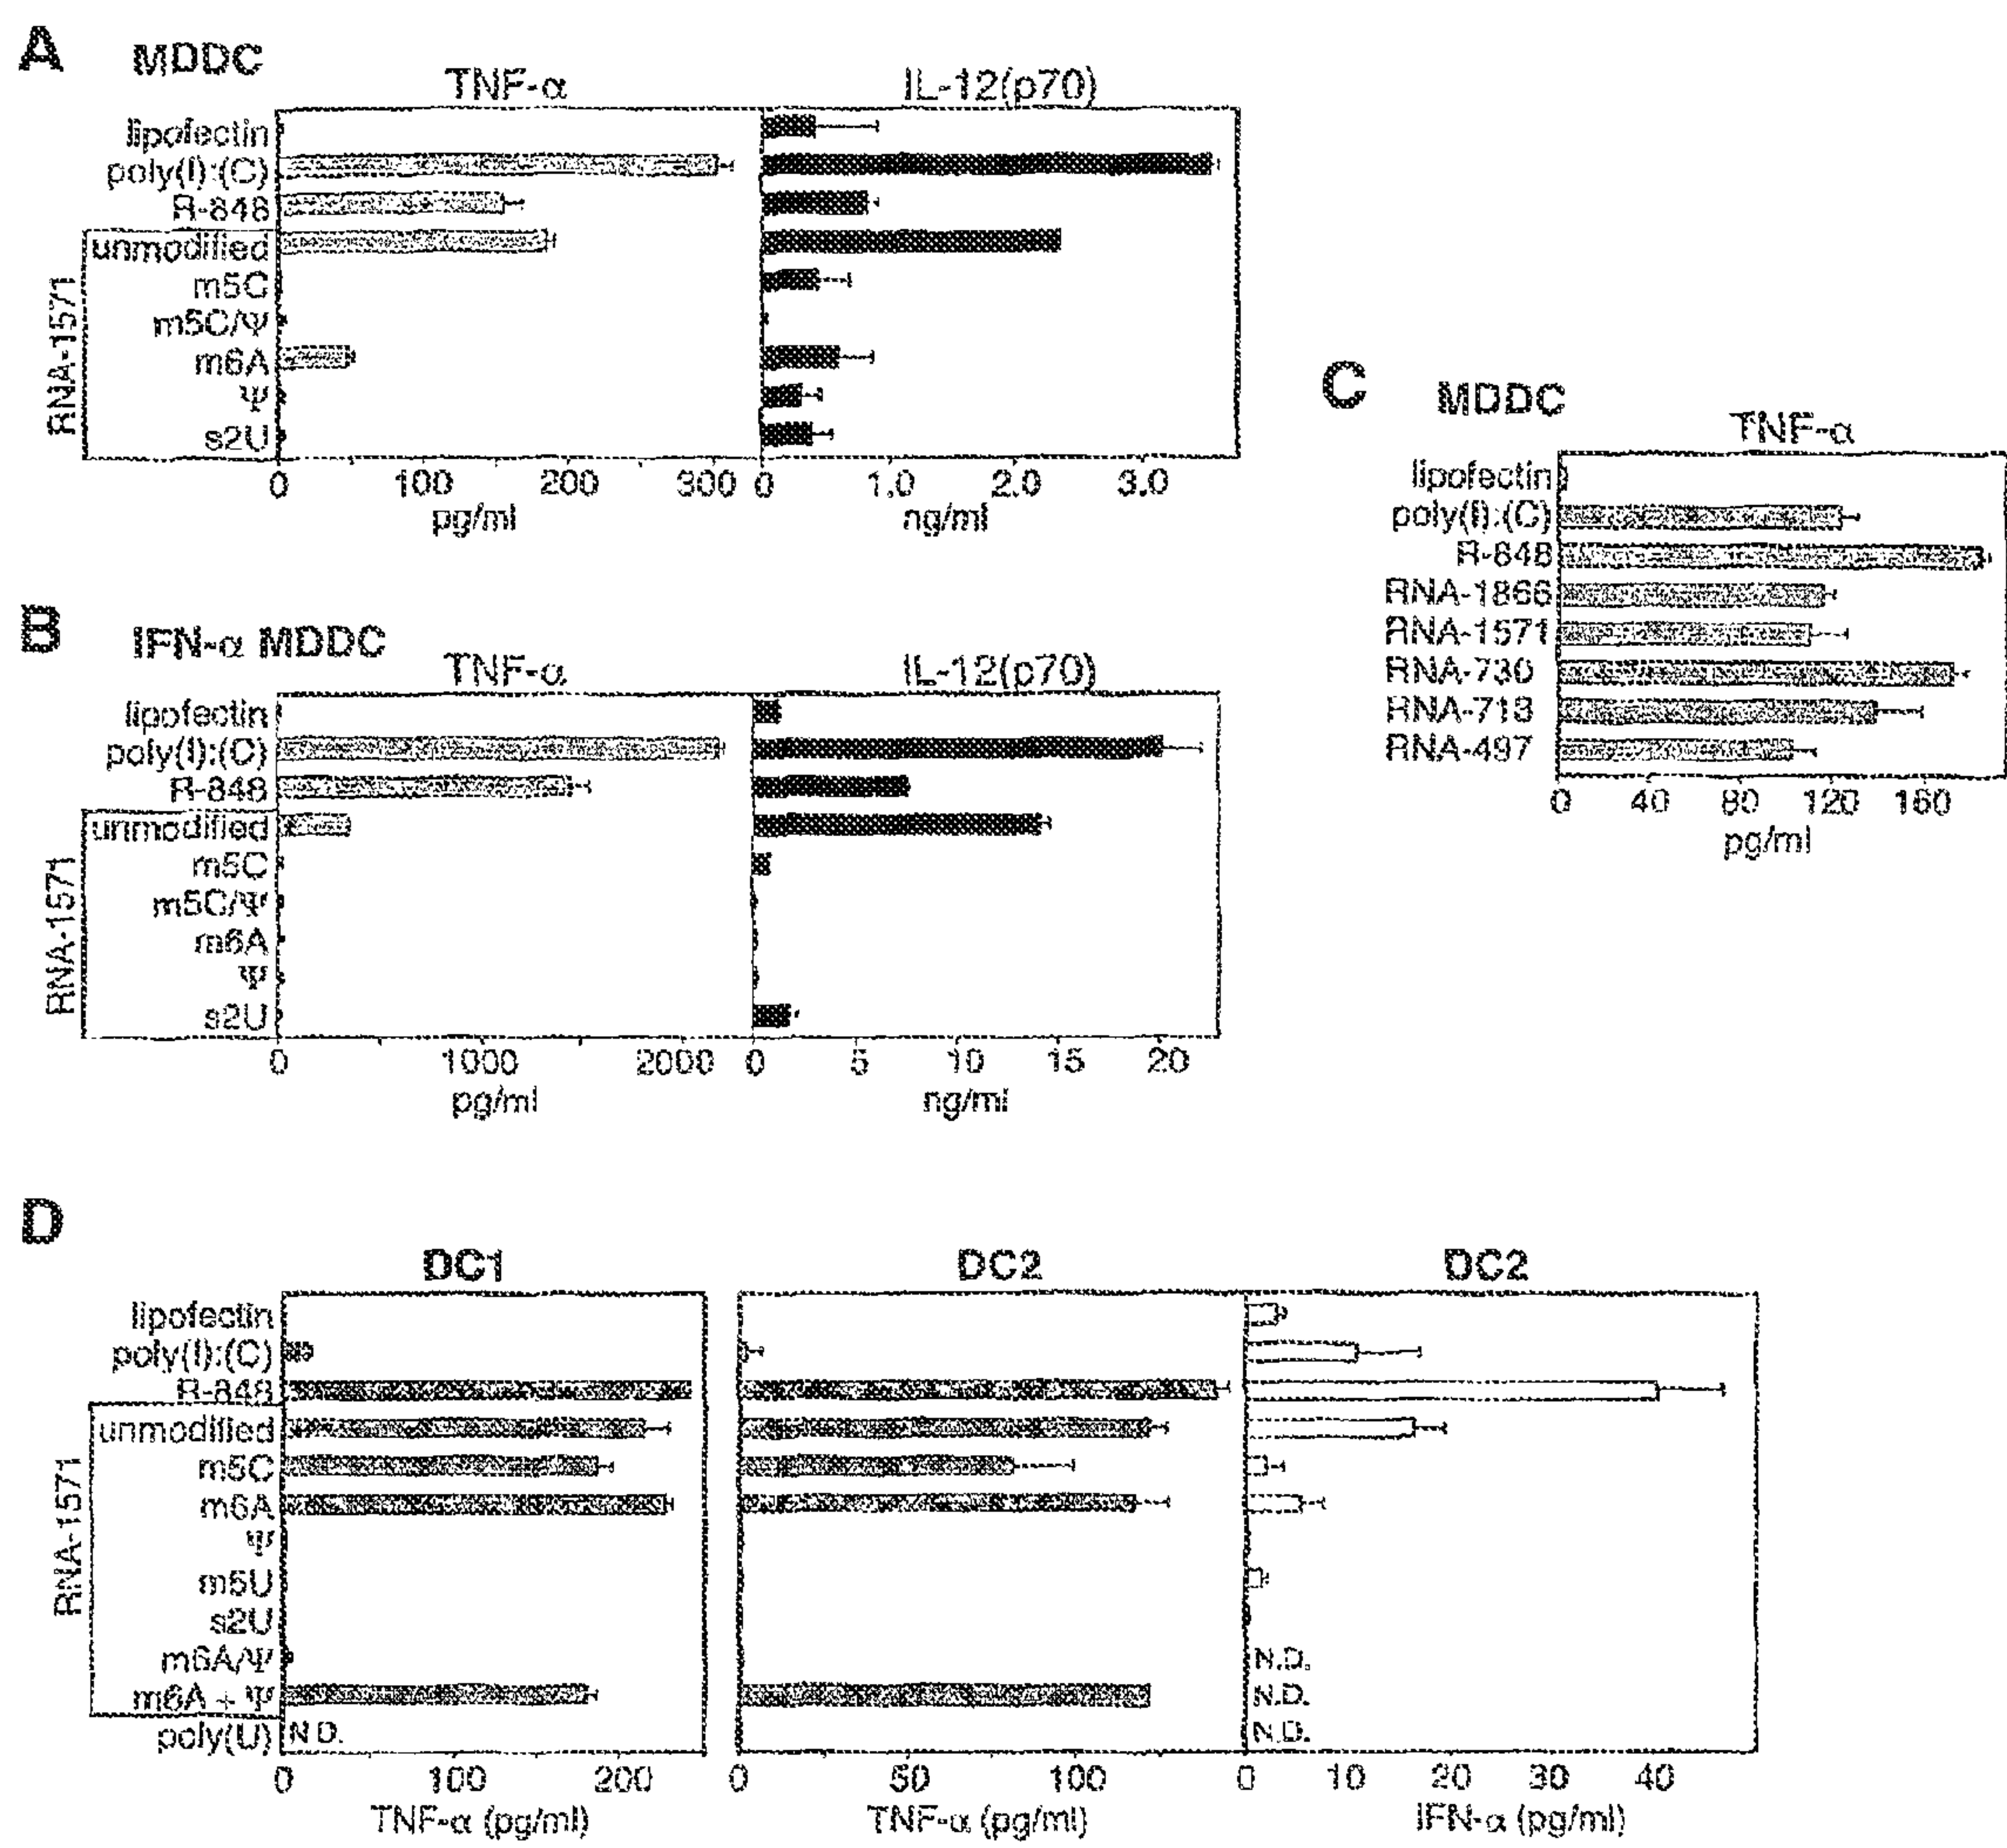 A MDDC
TNF-α IL-12(p70)
lipofectin
poly(I):(C)
R-848
RNA-1571
unmodified
m5C
m5C/Ψ
m6A
Ψ
s2U
0 100 200 300 0 1.0 2.0 3.0
pg/ml ng/ml
B IFN-α MDDC
TNF-α IL-12(p70)
lipofectin
poly(I):(C)
R-848
RNA-1571
unmodified
m5C
m5C/Ψ
m6A
Ψ
s2U
0 1000 2000 0 5 10 15 20
pg/ml ng/ml
C MDDC
TNF-α
lipofectin
poly(I):(C)
R-848
RNA-1866
RNA-1571
RNA-730
RNA-713
RNA-497
0 40 80 120 160
pg/ml
D
DC1 DC2 DC2
lipofectin
poly(I):(C)
R-848
RNA-1571
unmodified
m5C
m6A
Ψ
m5U
s2U
m6A/Ψ N.D.
m6A + Ψ N.D.
poly(U) N.D. N.D.
0 100 200 0 50 100 0 10 20 30 40
TNF-α (pg/ml) TNF-α (pg/ml) IFN-α (pg/ml)